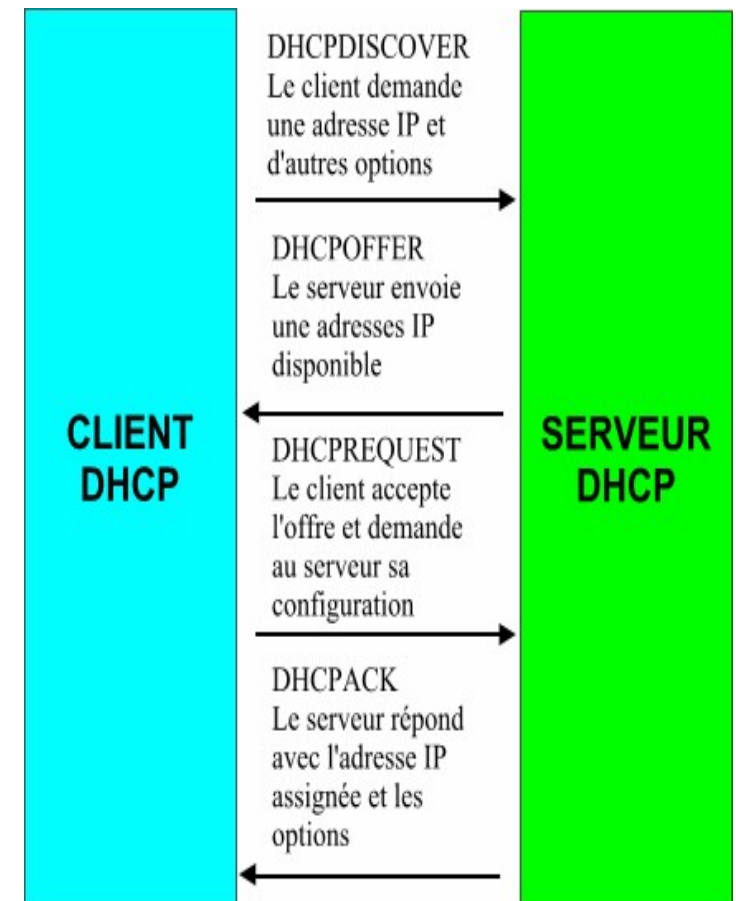 DHCPDISCOVER
Le client demande
une adresse IP et
d'autres options
DHCPOFFER
Le serveur envoie
une adresses IP
disponible
CLIENT
DHCP
SERVEUR
DHCP
DHCPREQUEST
Le client accepte
l'offre et demande
au serveur sa
configuration
DHCPACK
Le serveur répond
avec l'adresse IP
assignée et les
options